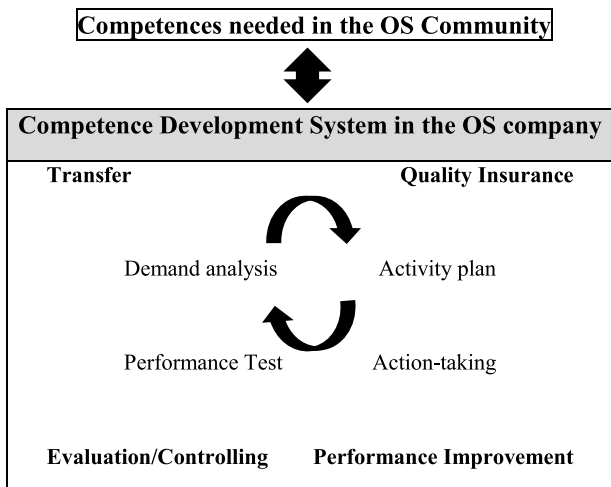 Competences needed in the OS Community
Competence Development System in the OS company
Transfer Quality Insurance
Demand analysis Activity plan
Performance Test Action-taking
Evaluation/Controlling Performance Improvement